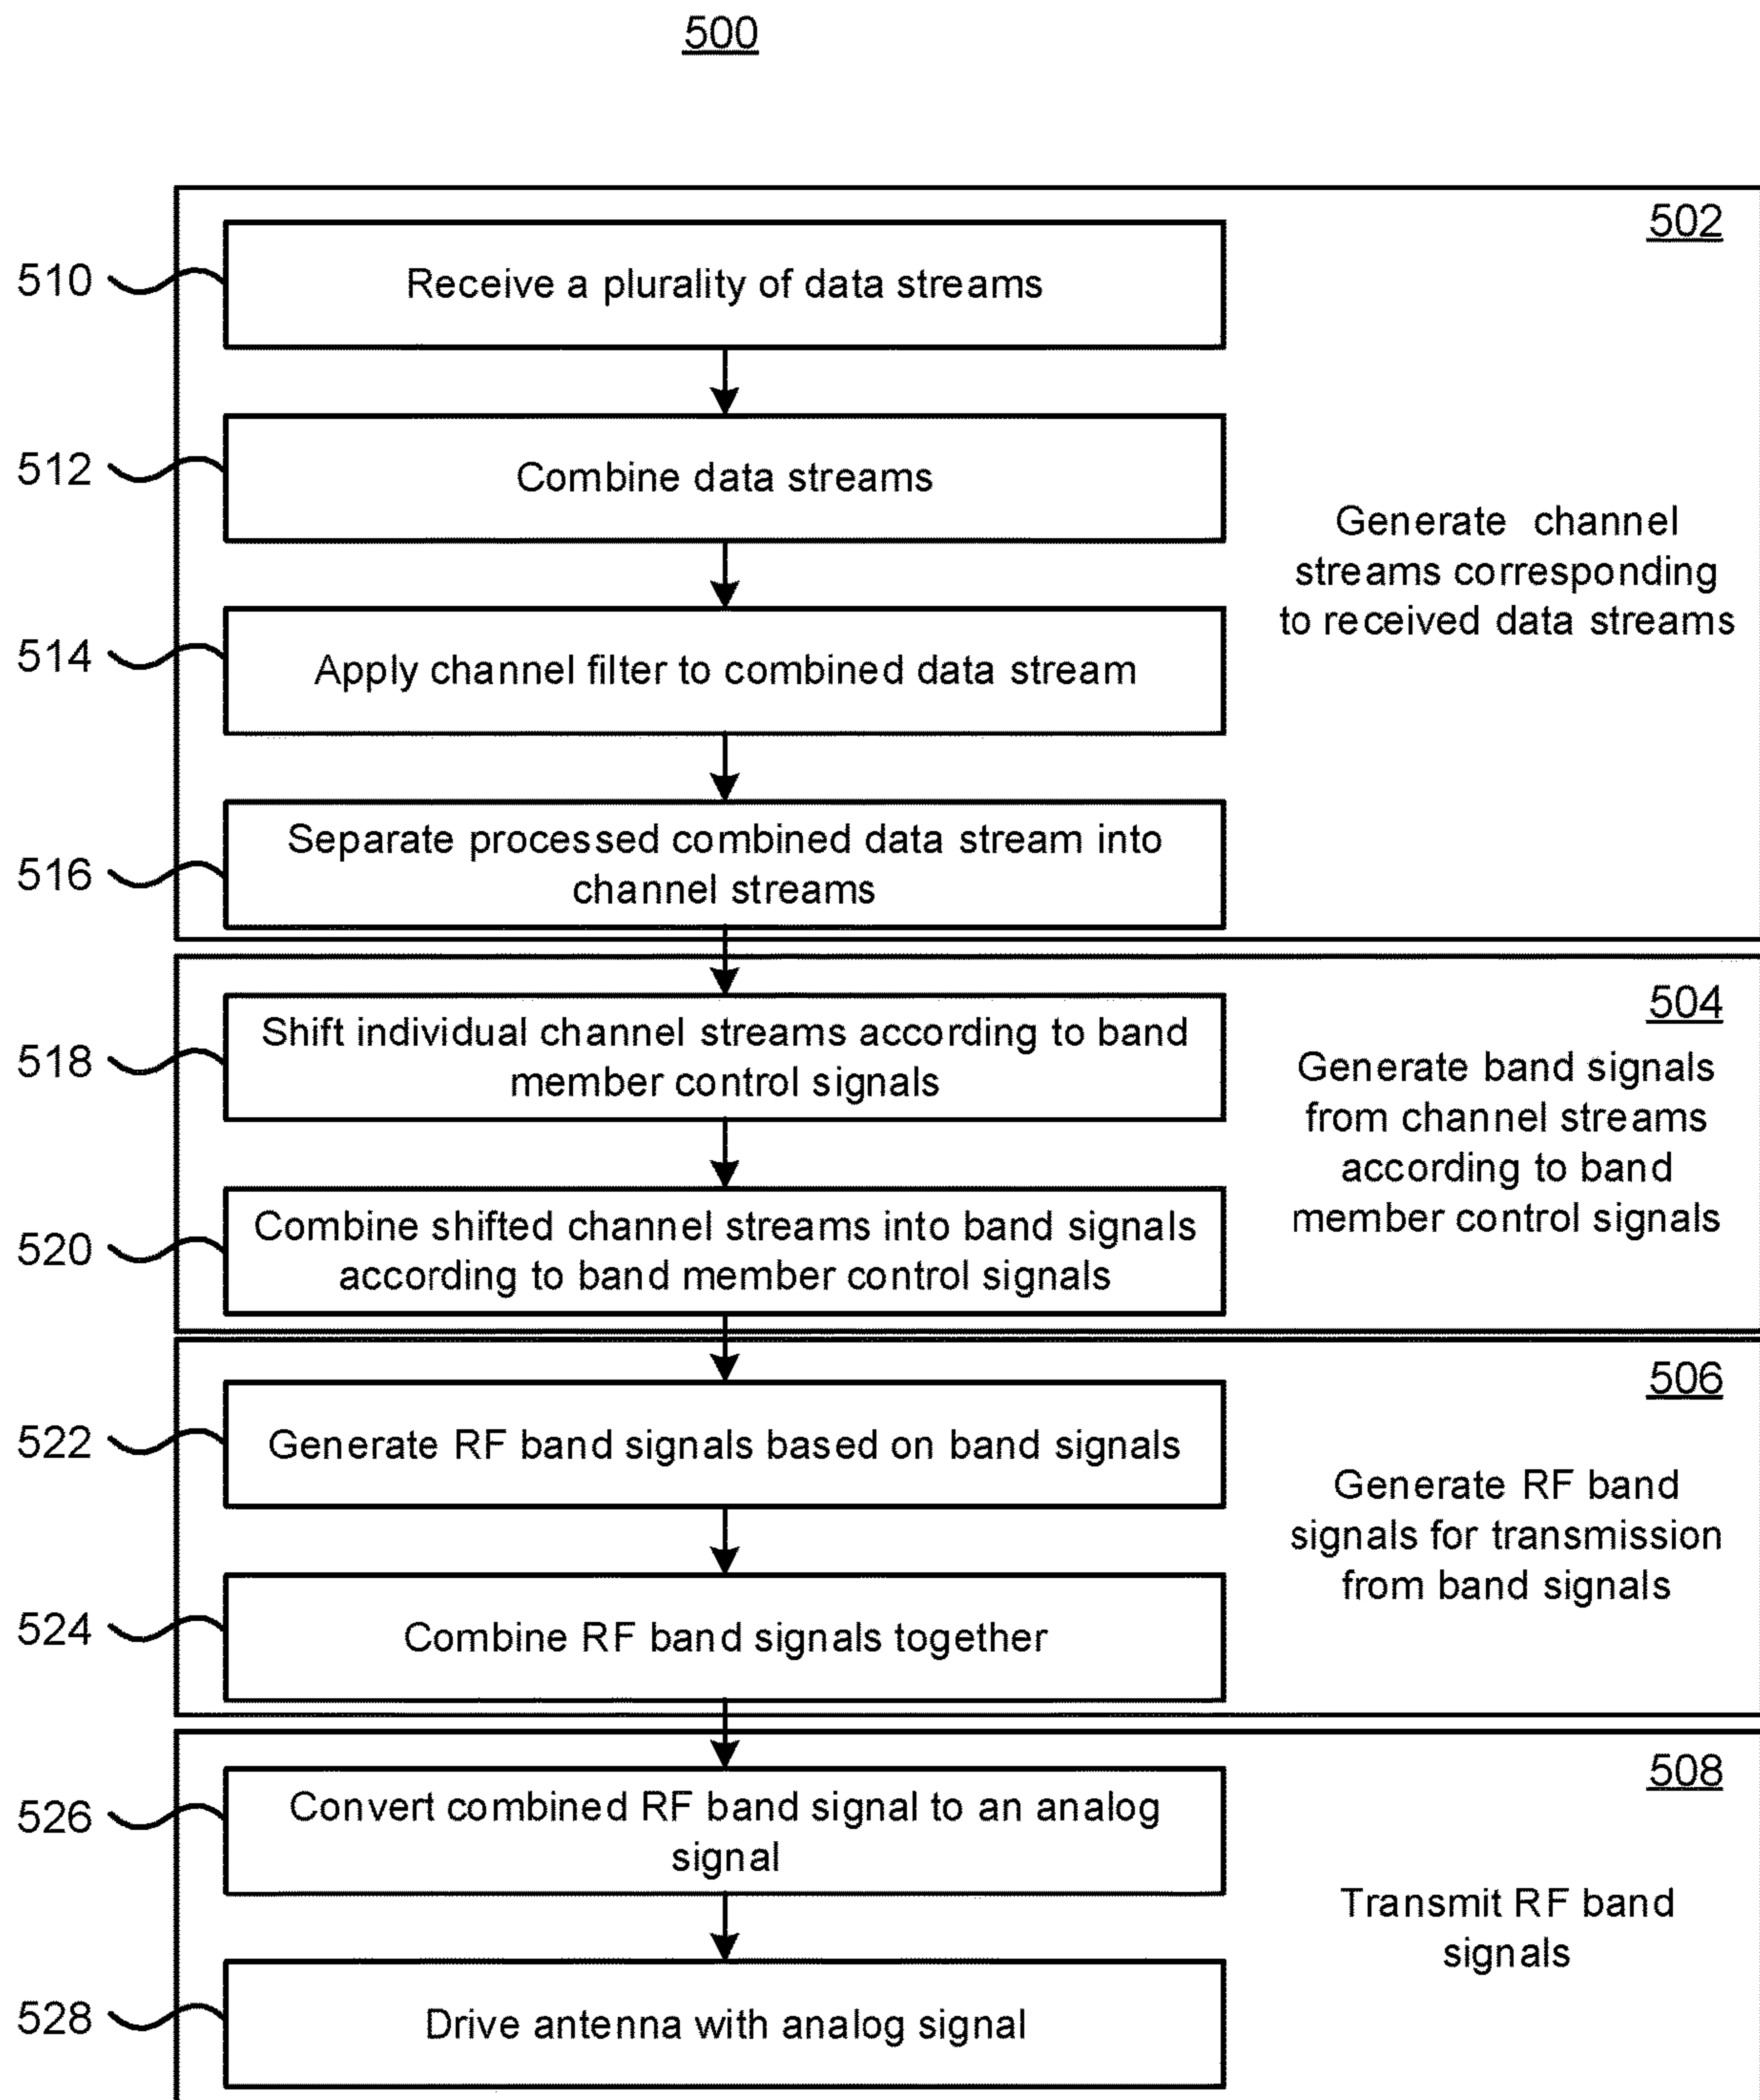 500
502
510
Receive a plurality of data streams
512
Combine data streams
Generate channel
streams corresponding
to received data streams
514
Apply channel filter to combined data stream
516
Separate processed combined data stream into
channel streams
504
518
Shift individual channel streams according to band
member control signals
Generate band signals
from channel streams
according to band
member control signals
520
Combine shifted channel streams into band signals
according to band member control signals
506
522
Generate RF band signals based on band signals
Generate RF band
signals for transmission
from band signals
524
Combine RF band signals together
508
526
Convert combined RF band signal to an analog
signal
Transmit RF band
signals
528
Drive antenna with analog signal